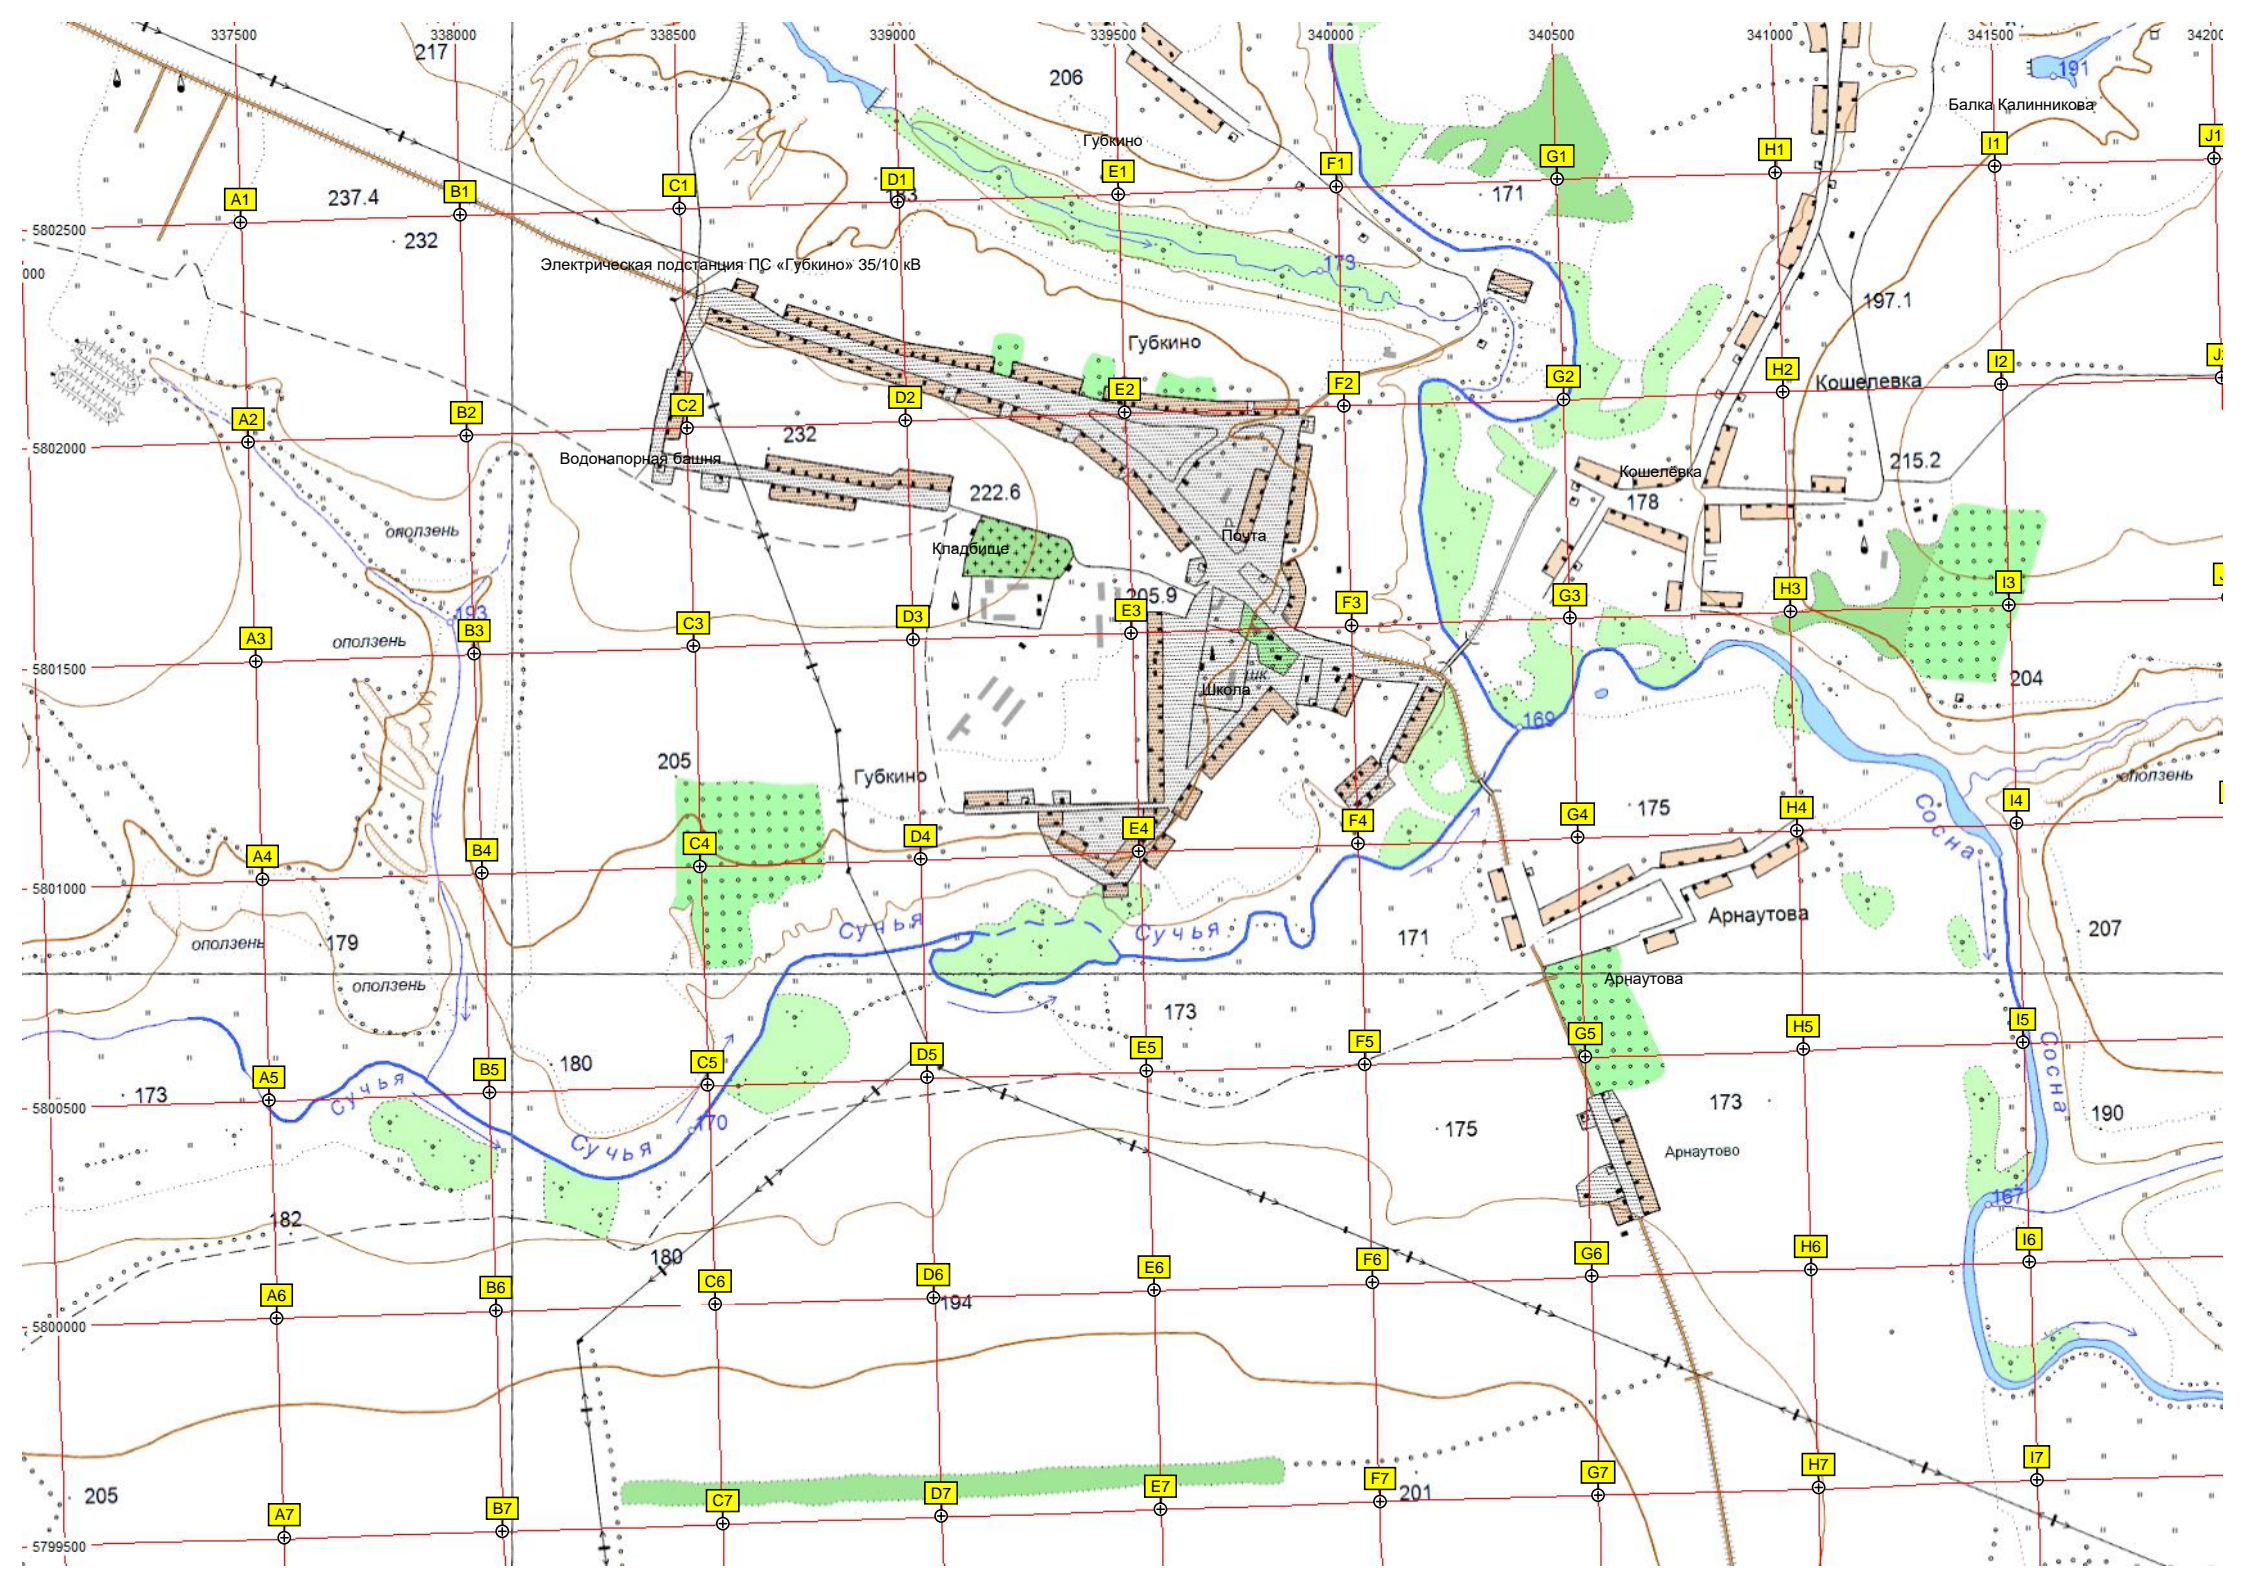 337500 338000 338500 339000 339500 340000 340500 341000 341500 34200
217
206
191
Балка Калинникова
Губкино
A1 B1 C1 D1 E1 F1 G1 H1 I1 J1
237.4
171
5802500
232
000
Электрическая подстанция ПС «Губкино» 35/10 кВ
173
197.1
Губкино
A2 B2 C2 D2 E2 F2 G2 H2 I2
Кошелевка
5802000
232
Водонапорная башня
Кошелёвка
215.2
222.6
178
оползень
Почта
Кладбище
205.9
193
A3 B3 C3 D3 E3 F3 G3 H3 I3
оползень
5801500
шк.
204
Школа
169
205
Губкино
оползень
175
A4 B4 C4 D4 E4 F4 G4 H4 I4
Сосна
5801000
Сучья
Сучья
Арнаутова
207
171
оползень
179
Арнаутова
оползень
173
A5 B5 C5 D5 E5 F5 G5 H5 I5
180
Сосна
173
Сучья
173
190
5800500
170
175
Сучья
Арнаутово
167
182
180
A6 B6 C6 D6 E6 F6 G6 H6 I6
194
5800000
205
201
A7 B7 C7 D7 E7 F7 G7 H7 I7
5799500